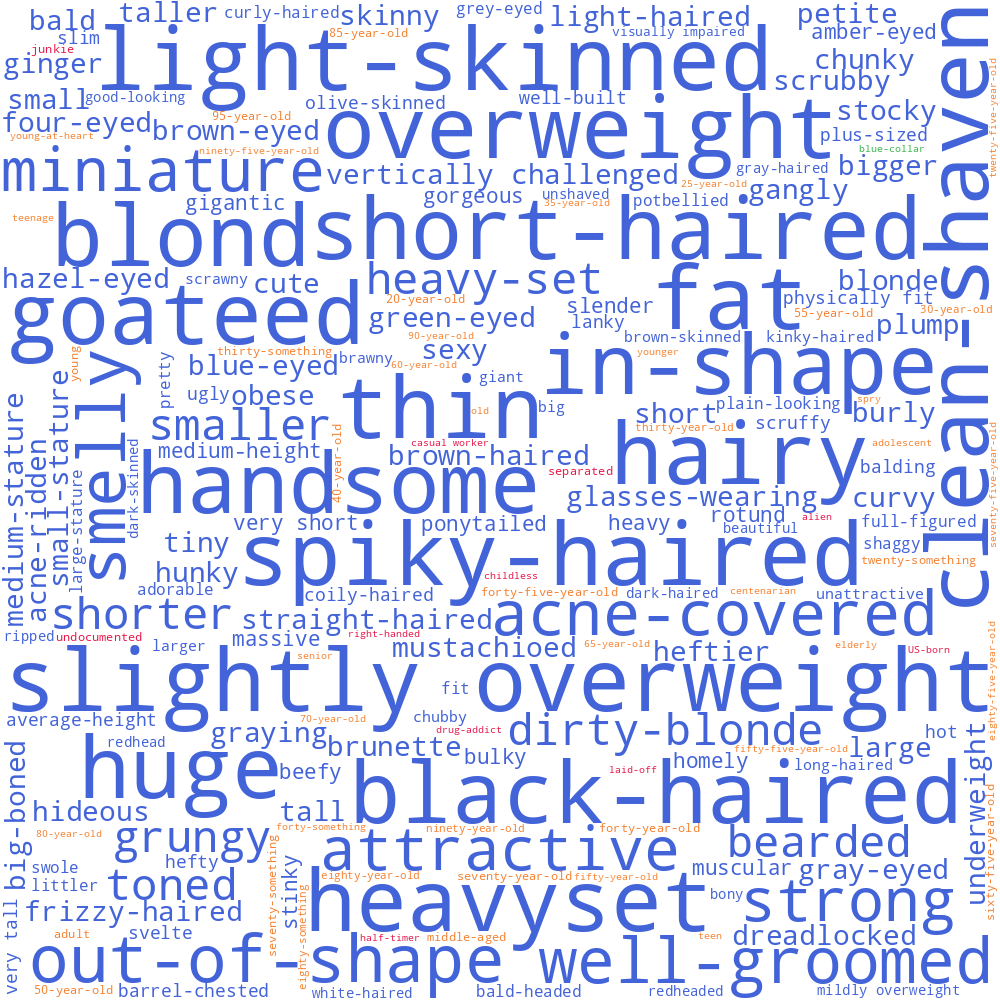 taller
curly-haired
skinny
grey-eyed
light-haired
petite
bald
slim
85-year-old
visually impaired
amber-eyed
junkie
ginger
light-skinned
chunky
scrubby
small
good-looking
olive-skinned
well-built
stocky
four-eyed
95-year-old
brown-eyed
overweight
plus-sized
young-at-heart
ninety-five-year-old
blue-collar
twenty-five-year-old
miniature
vertically challenged
gray-haired
bigger
25-year-old
gangly
gigantic
gorgeous
unshaved
35-year-old
potbellied
teenage
blond
short-haired
clean-shaven
hazel-eyed
scrawny
cute
heavy-set
fat
blonde
goateed
20-year-old
slender
physically fit
green-eyed
lanky
55-year-old
30-year-old
plump
90-year-old
brown-skinned
kinky-haired
young
thirty-something
brawny
sexy
younger
blue-eyed
60-year-old
in-shape
pretty
ugly
obese
giant
thin
old
big
smelly
smaller
short
plain-looking
spry
burly
thirty-year-old
scruffy
medium-stature
acne-ridden
small-stature
large-stature
dark-skinned
medium-height
40-year-old
casual worker
brown-haired
separated
hairy
adolescent
balding
handsome
glasses-wearing
curvy
seventy-five-year-old
very short
ponytailed
heavy
rotund
alien
beautiful
full-figured
tiny
spiky-haired
shaggy
twenty-something
hunky
childless
adorable
coily-haired
forty-five-year-old
dark-haired
centenarian
unattractive
shorter
straight-haired
acne-covered
ripped
undocumented
larger
massive
right-handed
mustachioed
65-year-old
heftier
elderly
US-born
eighty-five-year-old
senior
slightly overweight
fit
average-height
70-year-old
chubby
graying
drug-addict
dirty-blonde
hot
redhead
brunette
bulky
fifty-five-year-old
large
huge
beefy
homely
long-haired
laid-off
underweight
big-boned
black-haired
hideous
tall
80-year-old
grungy
forty-something
ninety-year-old
forty-year-old
bearded
sixty-five-year-old
swole
hefty
seventy-something
stinky
attractive
muscular
gray-eyed
littler
toned
eighty-year-old
seventy-year-old
fifty-year-old
bony
strong
very tall
frizzy-haired
eighty-something
heavyset
adult
svelte
half-timer
middle-aged
teen
dreadlocked
out-of-shape
well-groomed
50-year-old
barrel-chested
white-haired
bald-headed
redheaded
mildly overweight